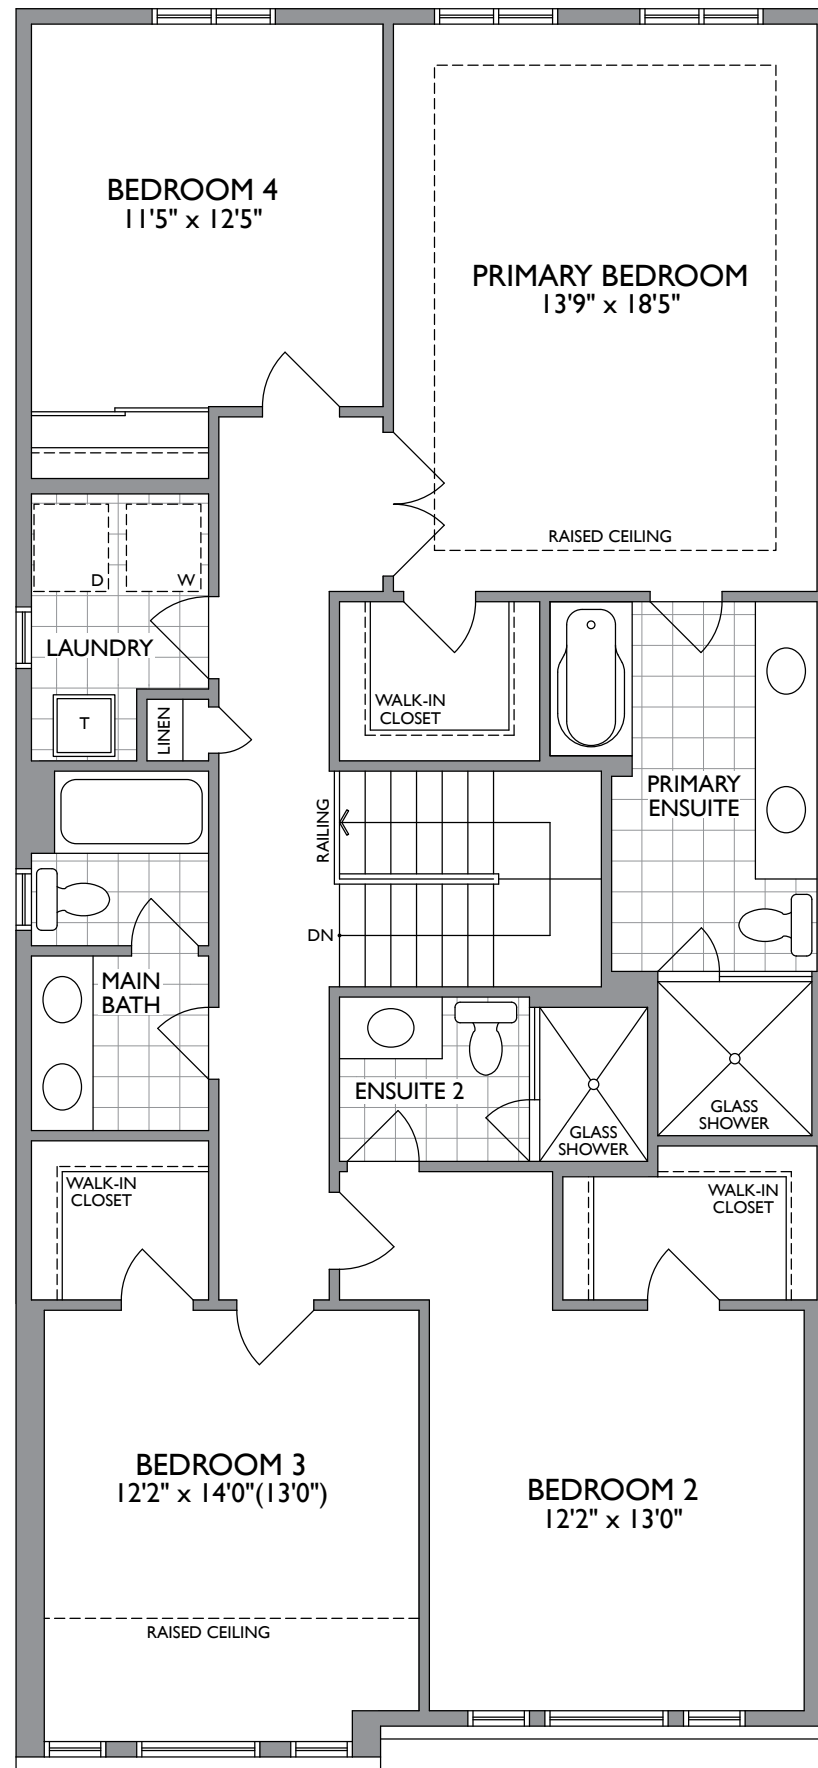 BEDROOM 4
11'5" x 12'5"
PRIMARY BEDROOM
13'9" x 18'5"
RAISED CEILING
D
W
LAUNDRY
T
LINEN
WALK-IN
CLOSET
PRIMARY
ENSUITE
RAILING
DN
MAIN
BATH
ENSUITE 2
GLASS
SHOWER
GLASS
SHOWER
WALK-IN
CLOSET
WALK-IN
CLOSET
BEDROOM 3
12'2" x 14'0"(13'0")
BEDROOM 2
12'2" x 13'0"
RAISED CEILING